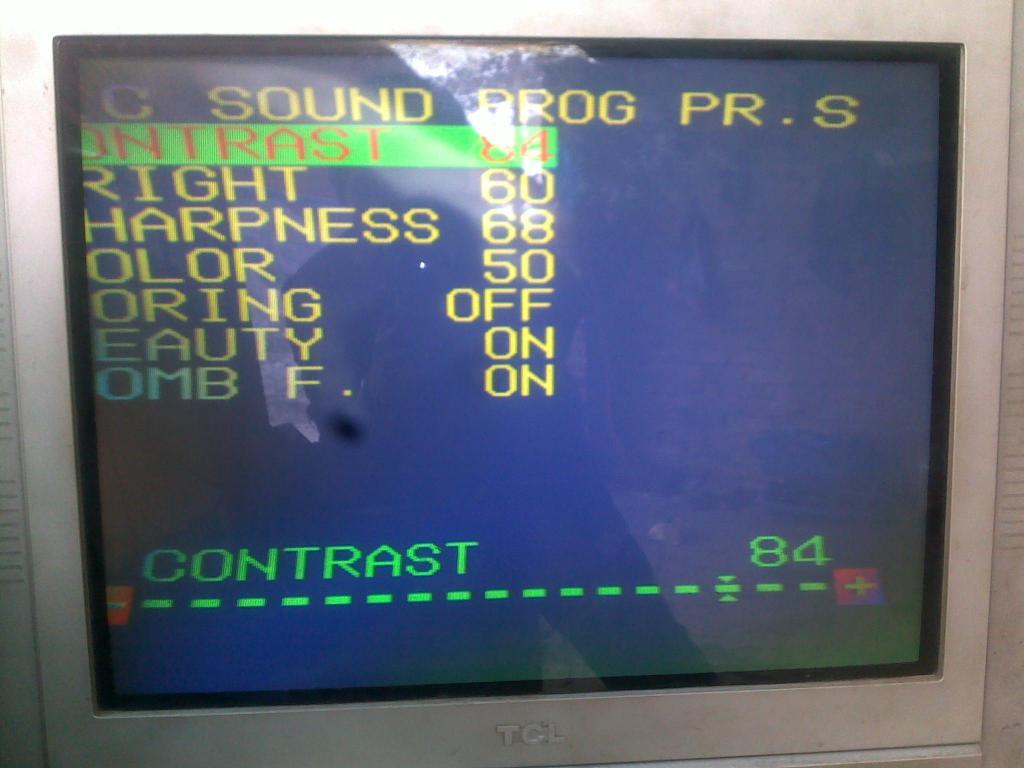 C SOUND PROG PR.S
ONTRAST 84
RIGHT 60
HARPNESS 68
OLOR 50
ORING OFF
EAUTY ON
OMB F. ON
CONTRAST 84
- +
TCL